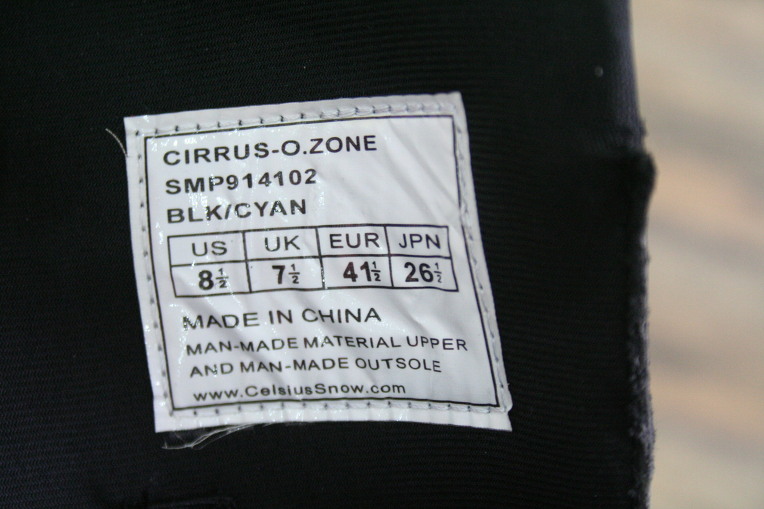 CIRRUS-O.ZONE
SMP914102
BLK/CYAN
US UK EUR JPN
8½ 7½ 41½ 26½
MADE IN CHINA
MAN-MADE MATERIAL UPPER
AND MAN-MADE OUTSOLE
www.CelsiusSnow.com